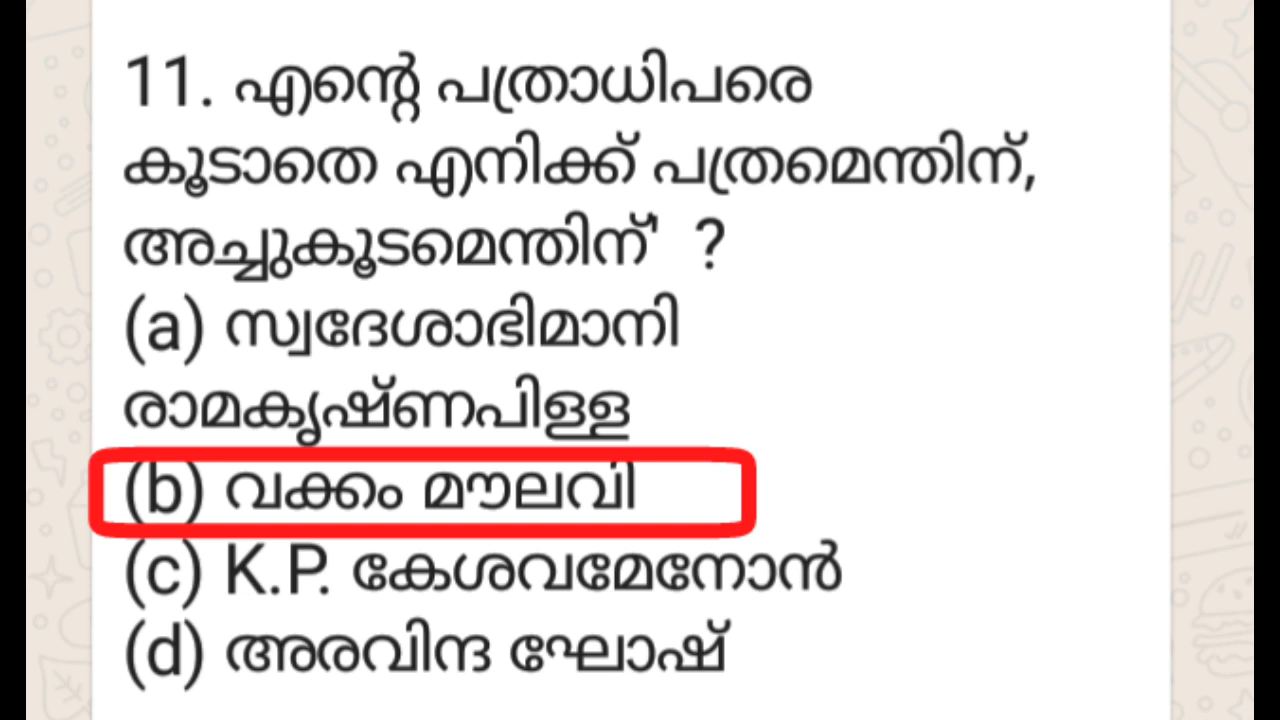 11. എന്റെ പത്രാധിപരെ
കൂടാതെ എനിക്ക് പത്രമെന്തിന്,
അച്ചുകൂടമെന്തിന്' ?
(a) സ്വദേശാഭിമാനി
രാമകൃഷ്ണപിള്ള
(b) വക്കം മൗലവി
(c) K.P. കേശവമേനോൻ
(d) അരവിന്ദ ഘോഷ്